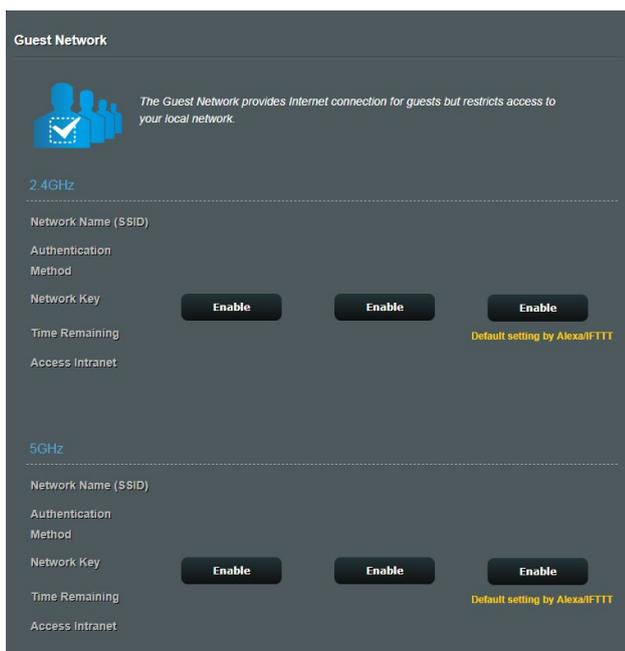 Guest Network
The Guest Network provides Internet connection for guests but restricts access to
your local network.
2.4GHz
Network Name (SSID)
Authentication
Method
Network Key
Enable Enable Enable
Time Remaining
Default setting by Alexa/IFTTT
Access Intranet
5GHz
Network Name (SSID)
Authentication
Method
Network Key
Enable Enable Enable
Time Remaining
Default setting by Alexa/IFTTT
Access Intranet